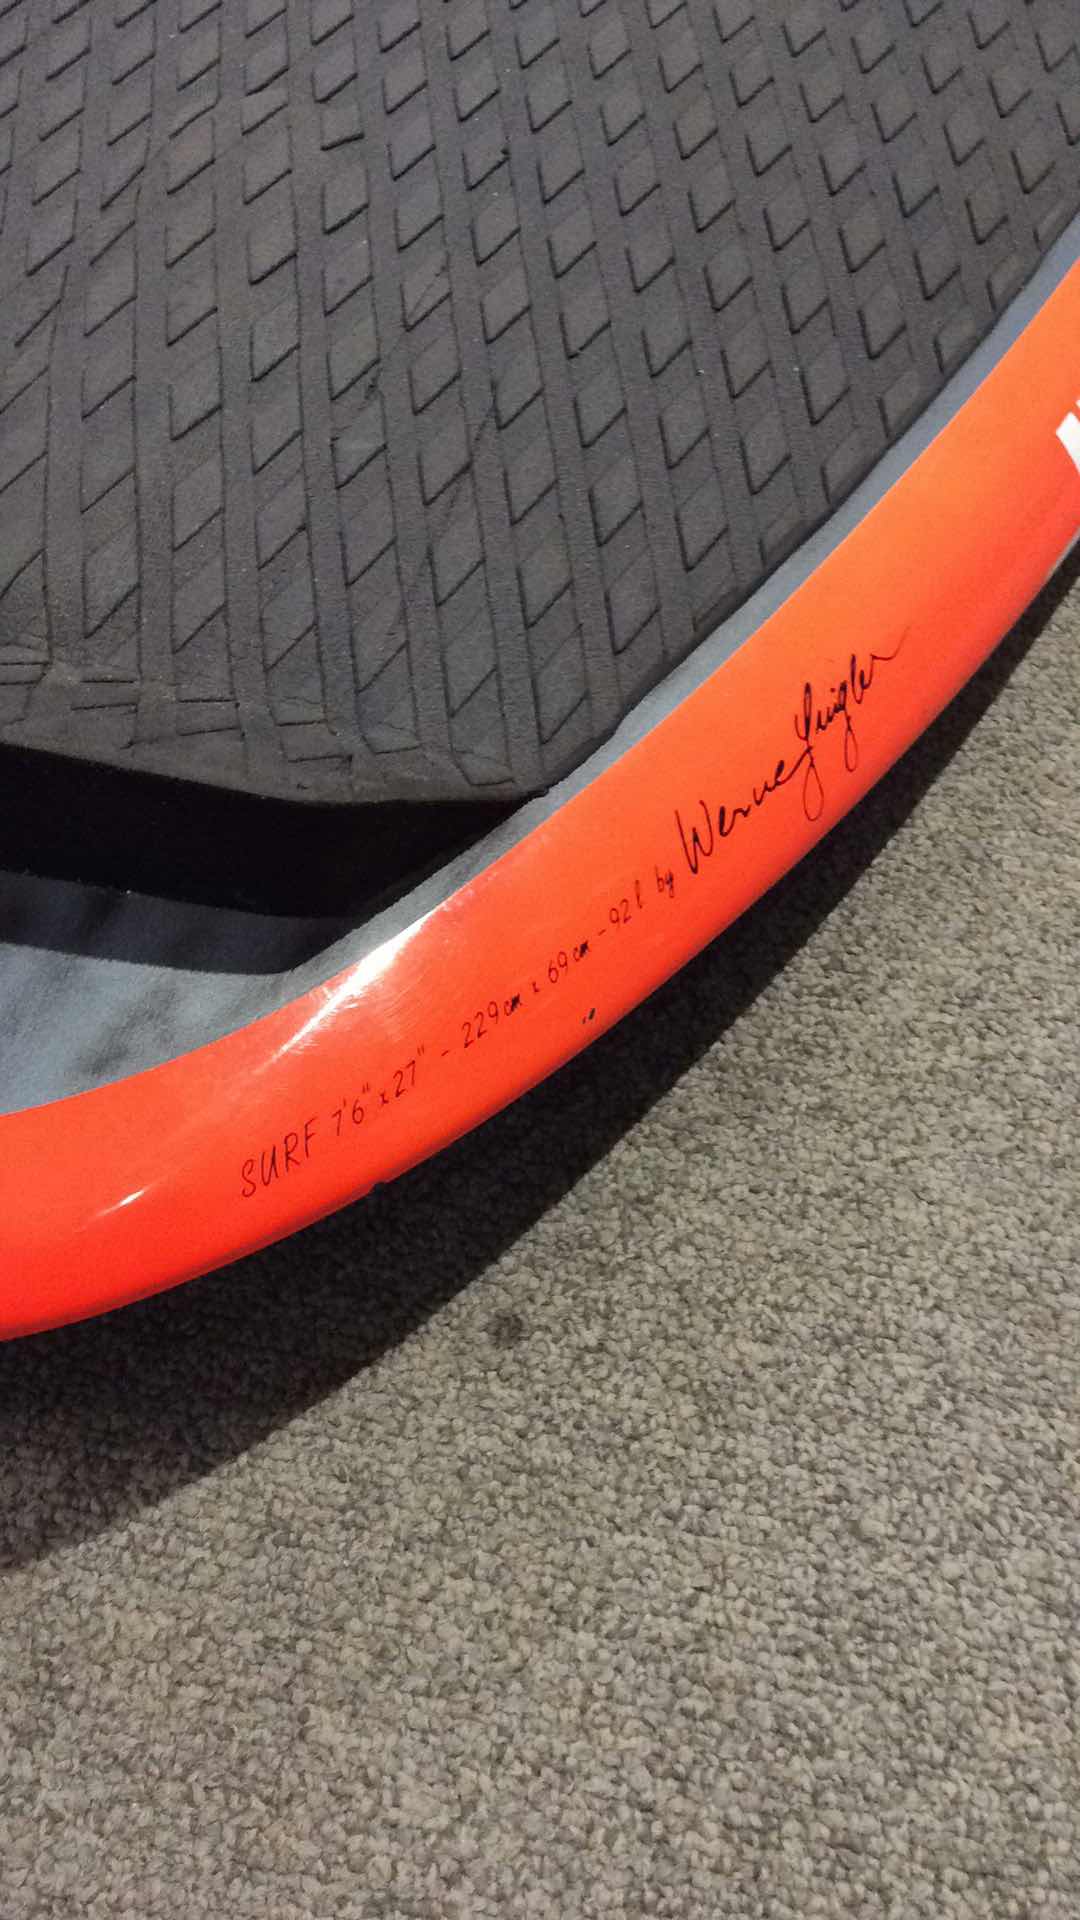 SURF 7'6" x 27" - 229cm x 69cm - 92l by Werner Gnigler